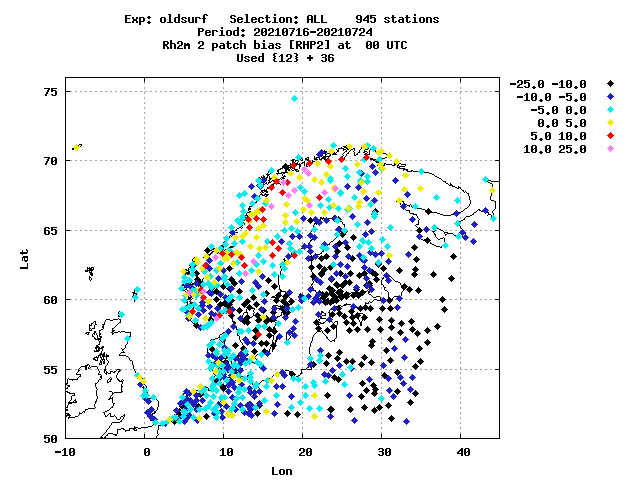 Exp: oldsurf   Selection: ALL    945 stations
Period: 20210716-20210724
Rh2m 2 patch bias [RHP2] at  00 UTC
Used {12} + 36
-25.0 -10.0
-10.0 -5.0
-5.0 0.0
0.0 5.0
5.0 10.0
10.0 25.0
75
70
65
60
55
50
Lat
-10 0 10 20 30 40
Lon